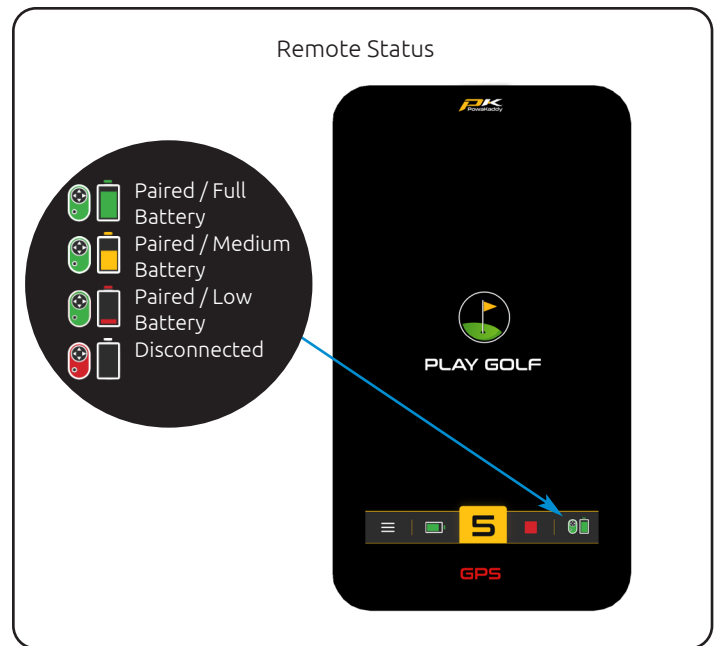 Remote Status
PK
PowaKaddy
Paired / Full
Battery
Paired / Medium
Battery
Paired / Low
Battery
Disconnected
PLAY GOLF
5
GPS